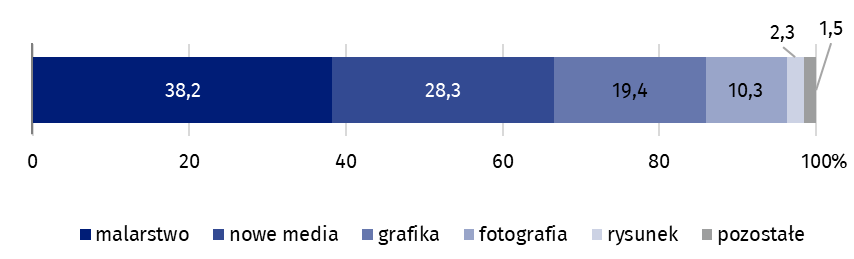 2,3 1,5
38,2 28,3 19,4 10,3
0 20 40 60 80 100%
malarstwo nowe media grafika fotografia rysunek pozostałe